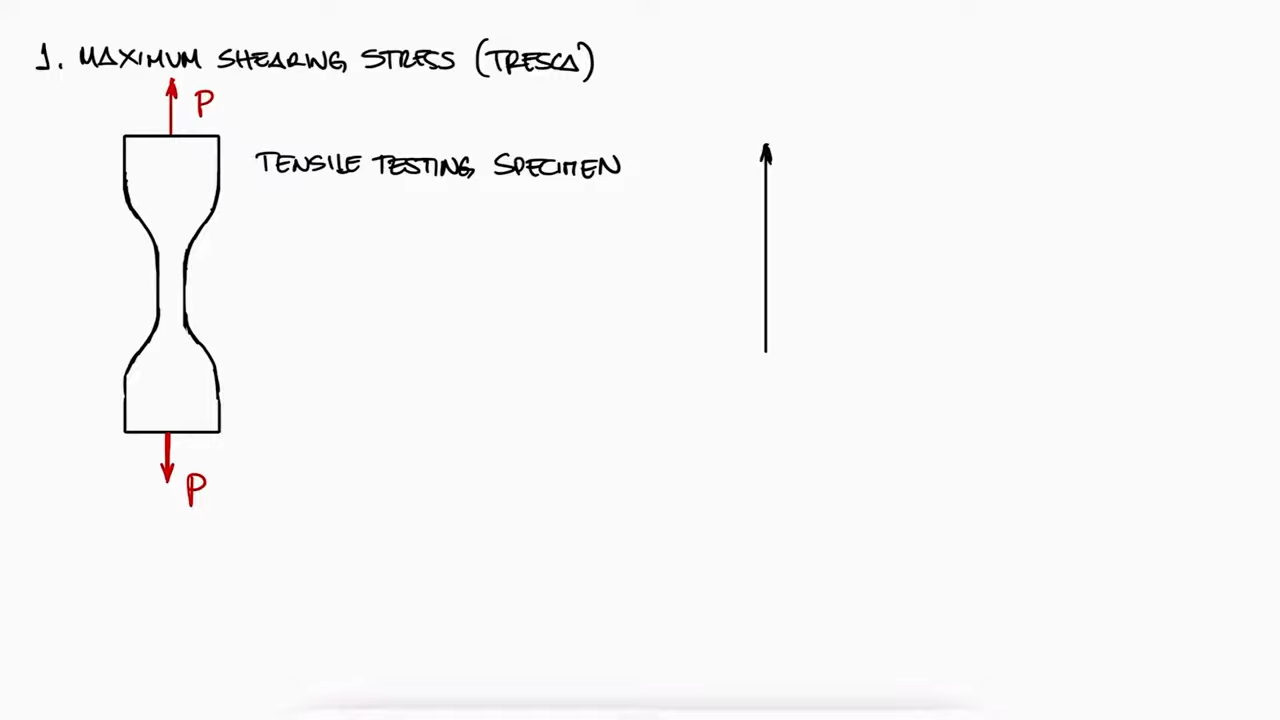 1. MAXIMUM SHEARING STRESS (TRESCA)
P
TENSILE TESTING SPECIMEN
P